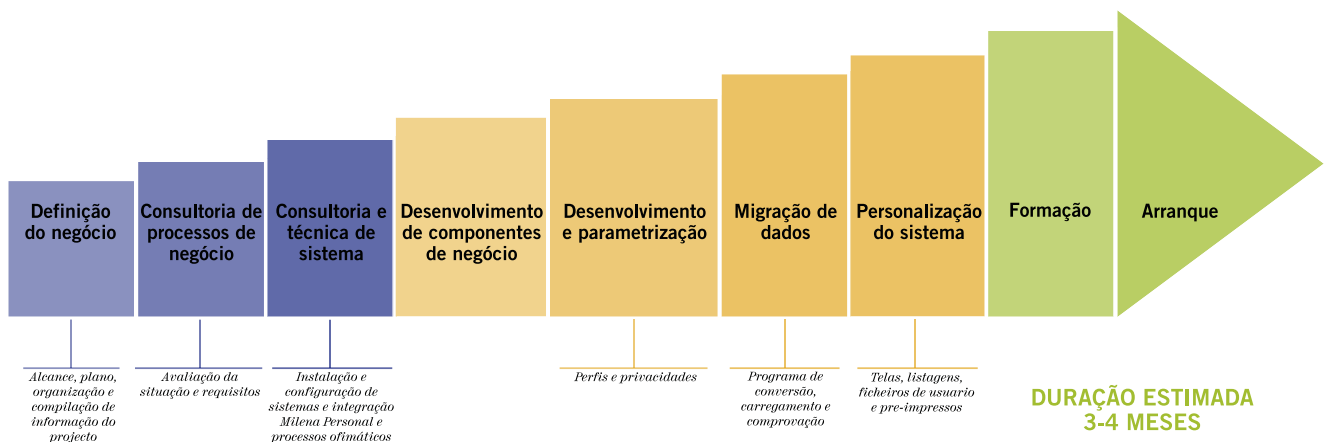 Definição
do negócio
Consultoria de
processos de
negócio
Consultoria e
técnica de
sistema
Desenvolvimento
de componentes
de negócio
Desenvolvimento
e parametrização
Migração de
dados
Personalização
do sistema
Formação
Arranque
Alcance, plano,
organização e
compilação de
informação do
projecto
Avaliação da
situação e requisitos
Instalação e
configuração de
sistemas e integração
Milena Personal e
processos ofimáticos
Perfis e privacidades
Programa de
conversão,
carregamento e
comprovação
Telas, listagens,
ficheiros de usuario
e pre-impressos
DURAÇÃO ESTIMADA
3-4 MESES